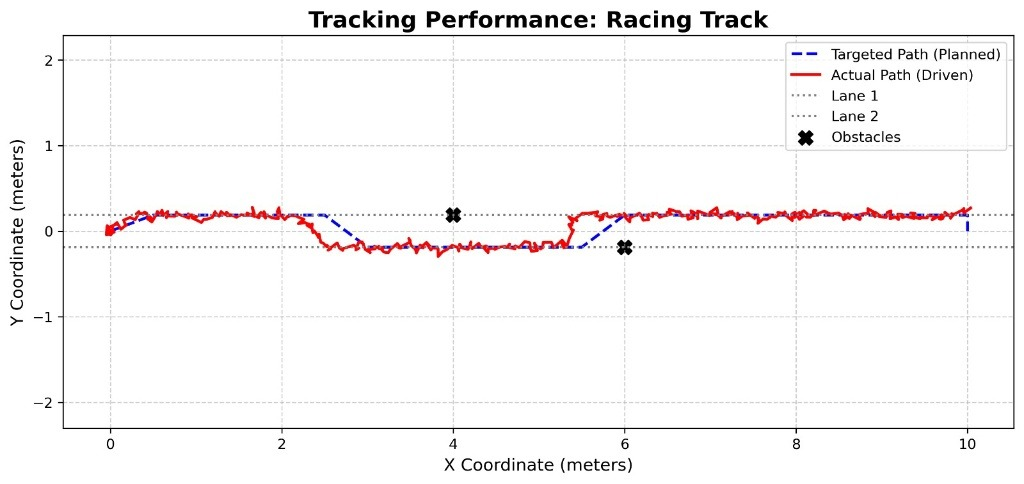 Tracking Performance: Racing Track
Targeted Path (Planned)
Actual Path (Driven)
Lane 1
Lane 2
Obstacles
Y Coordinate (meters)
2
1
0
−1
−2
0 2 4 6 8 10
X Coordinate (meters)